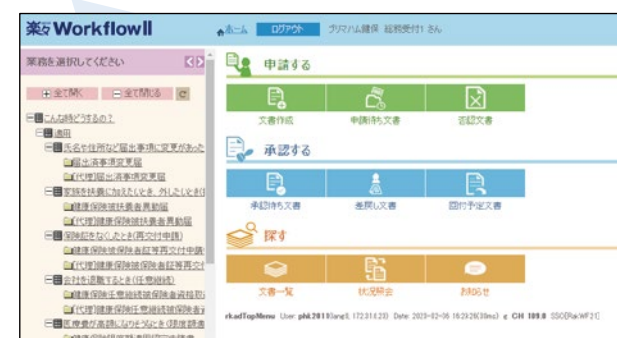 楽々WorkflowII
ホーム ログアウト プリマハム健保 総務受付1 さん
業務を選択してください
全て開く 全て閉じる
こんな時どうするの？
適用
氏名や住所など届出事項に変更があった
届出済事項変更届
(代理)届出済事項変更届
家族を扶養に加えたいとき、外したいとき(
健康保険被扶養者異動届
(代理)健康保険被扶養者異動届
保険証をなくしたとき(再交付申請)
健康保険被保険者証等再交付申請
(代理)健康保険被保険者証等再交付
会社を退職するとき(任意継続)
健康保険任意継続被保険者資格取
(代理)健康保険任意継続被保険者
医療費が高額になりそうなとき(限度額適
申請する
文書作成 申請待ち文書 否認文書
承認する
承認待ち文書 差戻し文書 回付予定文書
探す
文書一覧 状況照会 お知らせ